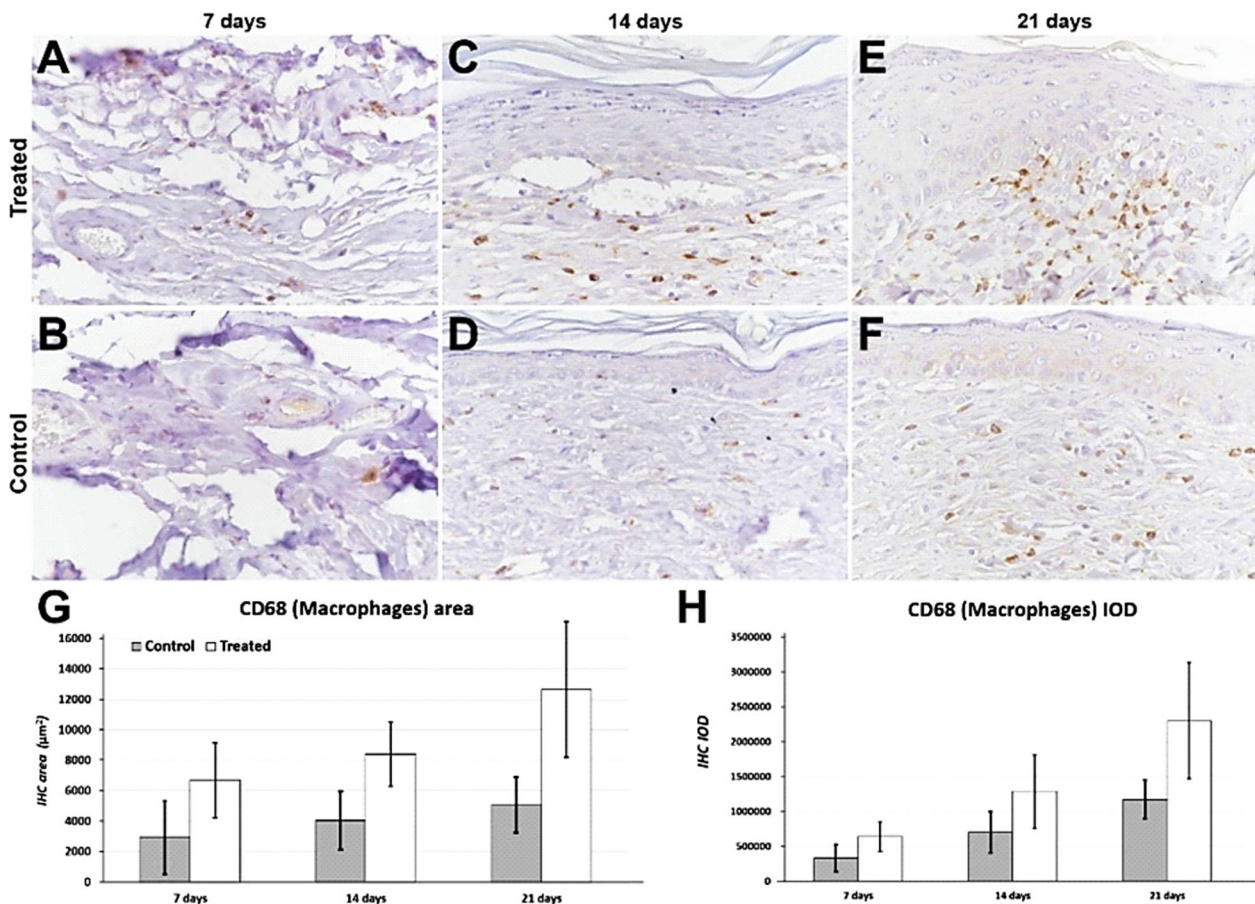 7 days 14 days 21 days
Treated
A C E
Control
B D F
G CD68 (Macrophages) area
Control Treated
IHC area (µm²)
16000
14000
12000
10000
8000
6000
4000
2000
0
7 days 14 days 21 days
H CD68 (Macrophages) IOD
IHC IOD
3500000
3000000
2500000
2000000
1500000
1000000
500000
0
7 days 14 days 21 days